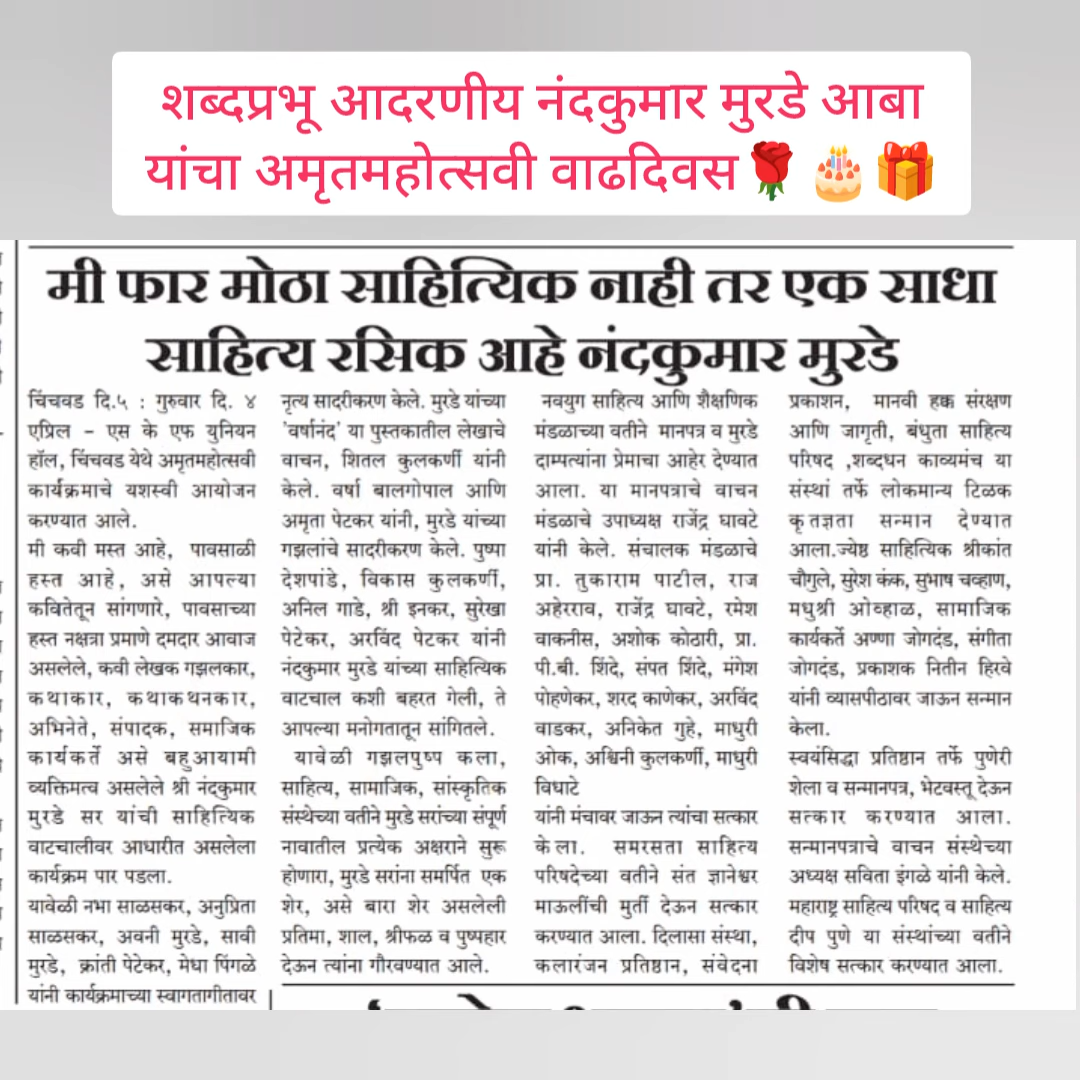 शब्दप्रभू आदरणीय नंदकुमार मुरडे आबा
यांचा अमृतमहोत्सवी वाढदिवस🌹🎂🎁
मी फार मोठा साहित्यिक नाही तर एक साधा
साहित्य रसिक आहे नंदकुमार मुरडे
चिंचवड दि.५ : गुरुवार दि. ४
एप्रिल – एस के एफ युनियन
हॉल, चिंचवड येथे अमृतमहोत्सवी
कार्यक्रमाचे यशस्वी आयोजन
करण्यात आले.
मी कवी मस्त आहे, पावसाळी
हस्त आहे, असे आपल्या
कवितेतून सांगणारे, पावसाच्या
हस्त नक्षत्रा प्रमाणे दमदार आवाज
असलेले, कवी लेखक गझलकार,
कथाकार, कथाकथनकार,
अभिनेते, संपादक, समाजिक
कार्यकर्ते असे बहुआयामी
व्यक्तिमत्व असलेले श्री नंदकुमार
मुरडे सर यांची साहित्यिक
वाटचालीवर आधारीत असलेला
कार्यक्रम पार पडला.
यावेळी नभा साळसकर, अनुप्रिता
साळसकर, अवनी मुरडे, सावी
मुरडे, क्रांती पेटेकर, मेधा पिंगळे
यांनी कार्यक्रमाच्या स्वागतागीतावर
नृत्य सादरीकरण केले. मुरडे यांच्या
'वर्षानंद' या पुस्तकातील लेखाचे
वाचन, शितल कुलकर्णी यांनी
केले. वर्षा बालगोपाल आणि
अमृता पेटकर यांनी, मुरडे यांच्या
गझलांचे सादरीकरण केले. पुष्पा
देशपांडे, विकास कुलकर्णी,
अनिल गाडे, श्री इनकर, सुरेखा
पेटेकर, अरविंद पेटकर यांनी
नंदकुमार मुरडे यांच्या साहित्यिक
वाटचाल कशी बहरत गेली, ते
आपल्या मनोगतातून सांगितले.
यावेळी गझलपुष्प कला,
साहित्य, सामाजिक, सांस्कृतिक
संस्थेच्या वतीने मुरडे सरांच्या संपूर्ण
नावातील प्रत्येक अक्षराने सुरू
होणारा, मुरडे सरांना समर्पित एक
शेर, असे बारा शेर असलेली
प्रतिमा, शाल, श्रीफळ व पुष्पहार
देऊन त्यांना गौरवण्यात आले.
नवयुग साहित्य आणि शैक्षणिक
मंडळाच्या वतीने मानपत्र व मुरडे
दाम्पत्यांना प्रेमाचा आहेर देण्यात
आला. या मानपत्राचे वाचन
मंडळाचे उपाध्यक्ष राजेंद्र घावटे
यांनी केले. संचालक मंडळाचे
प्रा. तुकाराम पाटील, राज
अहेरराव, राजेंद्र घावटे, रमेश
वाकनीस, अशोक कोठारी, प्रा.
पी.बी. शिंदे, संपत शिंदे, मंगेश
पोहणेकर, शरद काणेकर, अरविंद
वाडकर, अनिकेत गुहे, माधुरी
ओक, अश्विनी कुलकर्णी, माधुरी
विधाटे
यांनी मंचावर जाऊन त्यांचा सत्कार
केला. समरसता साहित्य
परिषदेच्या वतीने संत ज्ञानेश्वर
माऊलींची मुर्ती देऊन सत्कार
करण्यात आला. दिलासा संस्था,
कलारंजन प्रतिष्ठान, संवेदना
प्रकाशन, मानवी हक्क संरक्षण
आणि जागृती, बंधुता साहित्य
परिषद ,शब्दधन काव्यमंच या
संस्थां तर्फे लोकमान्य टिळक
कृतज्ञता सन्मान देण्यात
आला.ज्येष्ठ साहित्यिक श्रीकांत
चौगुले, सुरेश कंक, सुभाष चव्हाण,
मधुश्री ओव्हाळ, सामाजिक
कार्यकर्ते अण्णा जोगदंड, संगीता
जोगदंड, प्रकाशक नितीन हिरवे
यांनी व्यासपीठावर जाऊन सन्मान
केला.
स्वयंसिद्धा प्रतिष्ठान तर्फे पुणेरी
शेला व सन्मानपत्र, भेटवस्तू देऊन
सत्कार करण्यात आला.
सन्मानपत्राचे वाचन संस्थेच्या
अध्यक्ष सविता इंगळे यांनी केले.
महाराष्ट्र साहित्य परिषद व साहित्य
दीप पुणे या संस्थांच्या वतीने
विशेष सत्कार करण्यात आला.